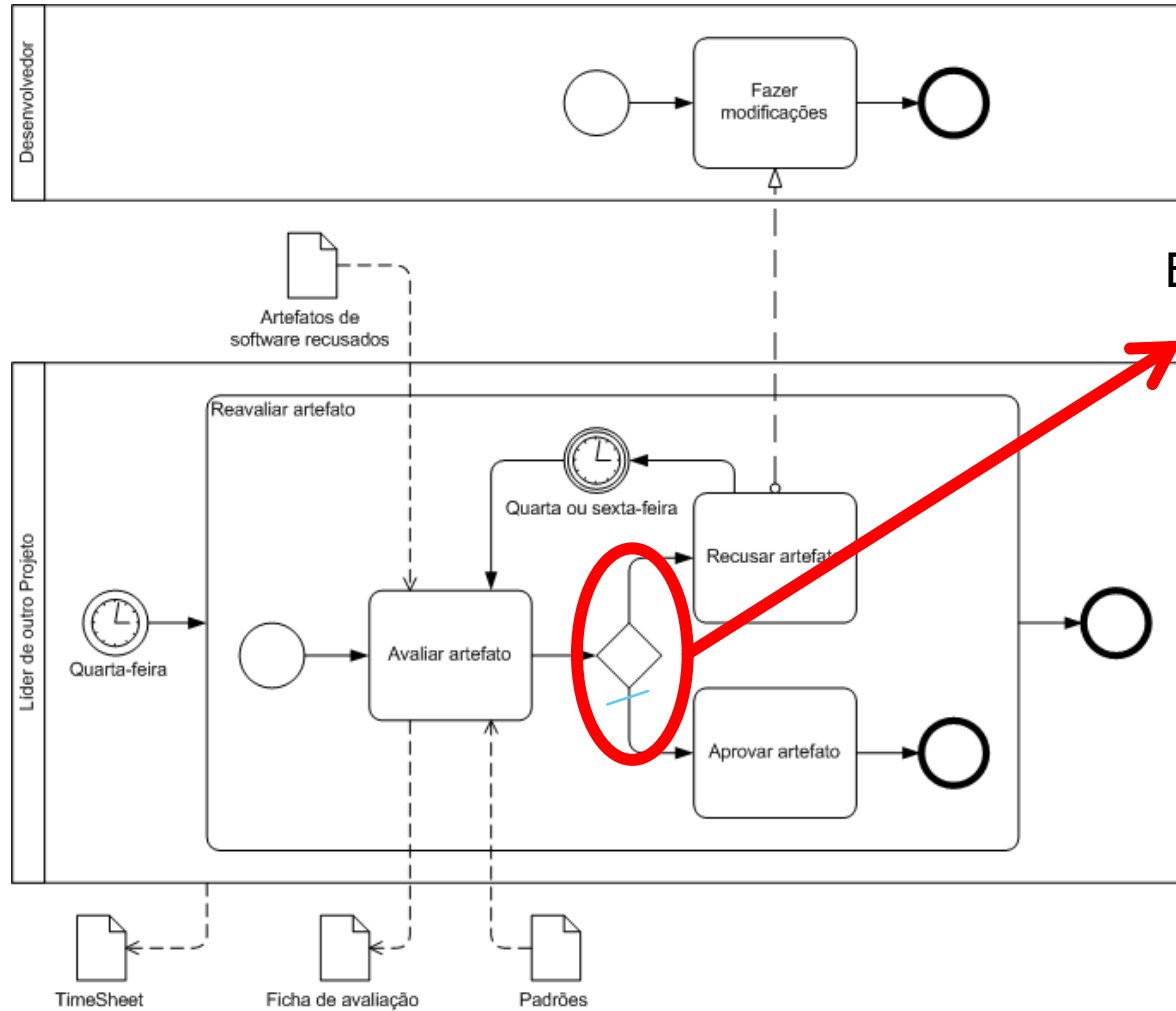 Desenvolvedor
Fazer
modificações
Artefatos de
software recusados
E
Líder de outro Projeto
Reavaliar artefato
Quarta ou sexta-feira
Recusar artefato
Quarta-feira
Avaliar artefato
Aprovar artefato
TimeSheet
Ficha de avaliação
Padrões